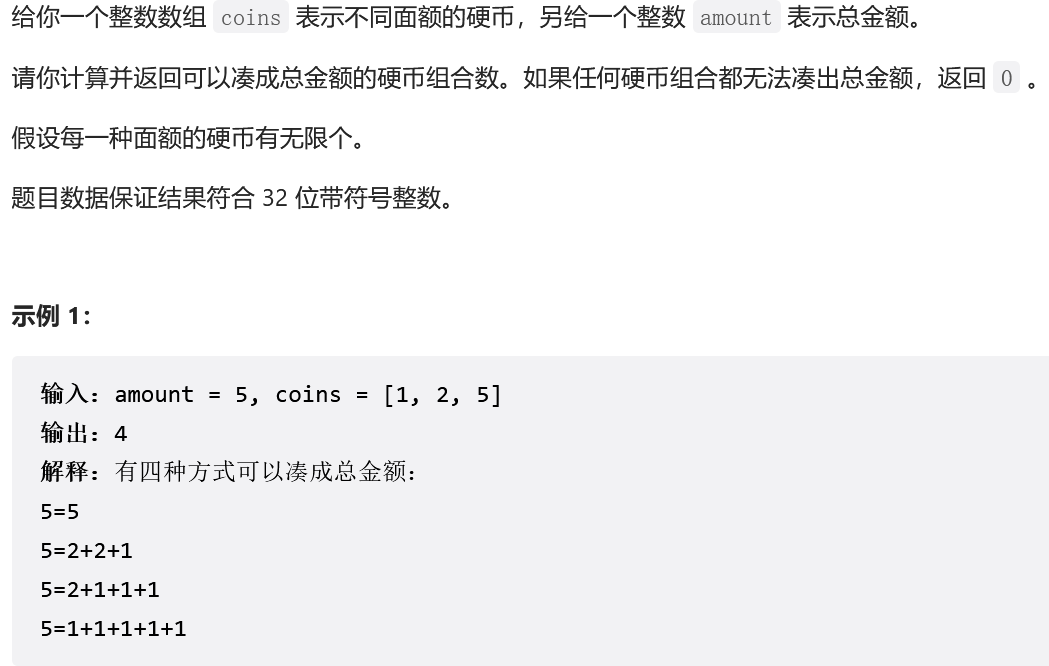 给你一个整数数组 coins 表示不同面额的硬币，另给一个整数 amount 表示总金额。
请你计算并返回可以凑成总金额的硬币组合数。如果任何硬币组合都无法凑出总金额，返回 0 。
假设每一种面额的硬币有无限个。
题目数据保证结果符合 32 位带符号整数。
示例 1：
输入：amount = 5, coins = [1, 2, 5]
输出：4
解释：有四种方式可以凑成总金额：
5=5
5=2+2+1
5=2+1+1+1
5=1+1+1+1+1